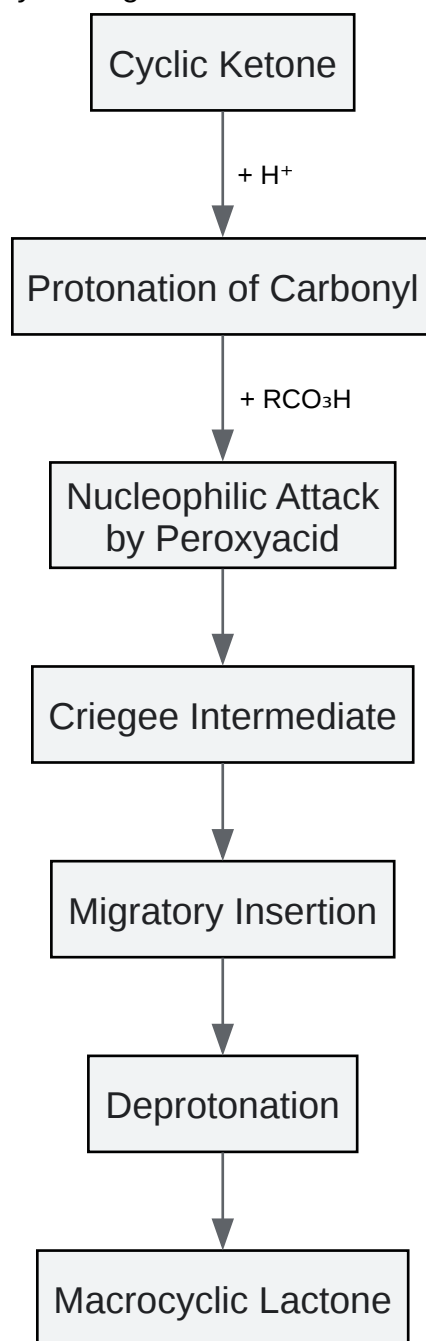 Cyclic Ketone
+ H⁺
Protonation of Carbonyl
+ RCO₃H
Nucleophilic Attack
by Peroxyacid
Criegee Intermediate
Migratory Insertion
Deprotonation
Macrocyclic Lactone